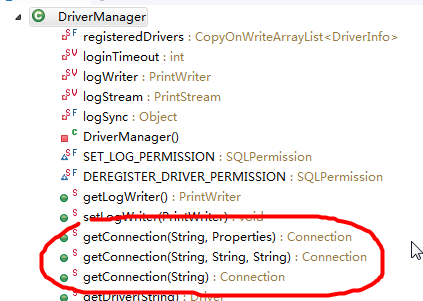 DriverManager
registeredDrivers : CopyOnWriteArrayList<DriverInfo>
loginTimeout : int
logWriter : PrintWriter
logStream : PrintStream
logSync : Object
DriverManager()
SET_LOG_PERMISSION : SQLPermission
DEREGISTER_DRIVER_PERMISSION : SQLPermission
getLogWriter() : PrintWriter
setLogWriter(PrintWriter) : void
getConnection(String, Properties) : Connection
getConnection(String, String, String) : Connection
getConnection(String) : Connection
getDriver(String) : Driver